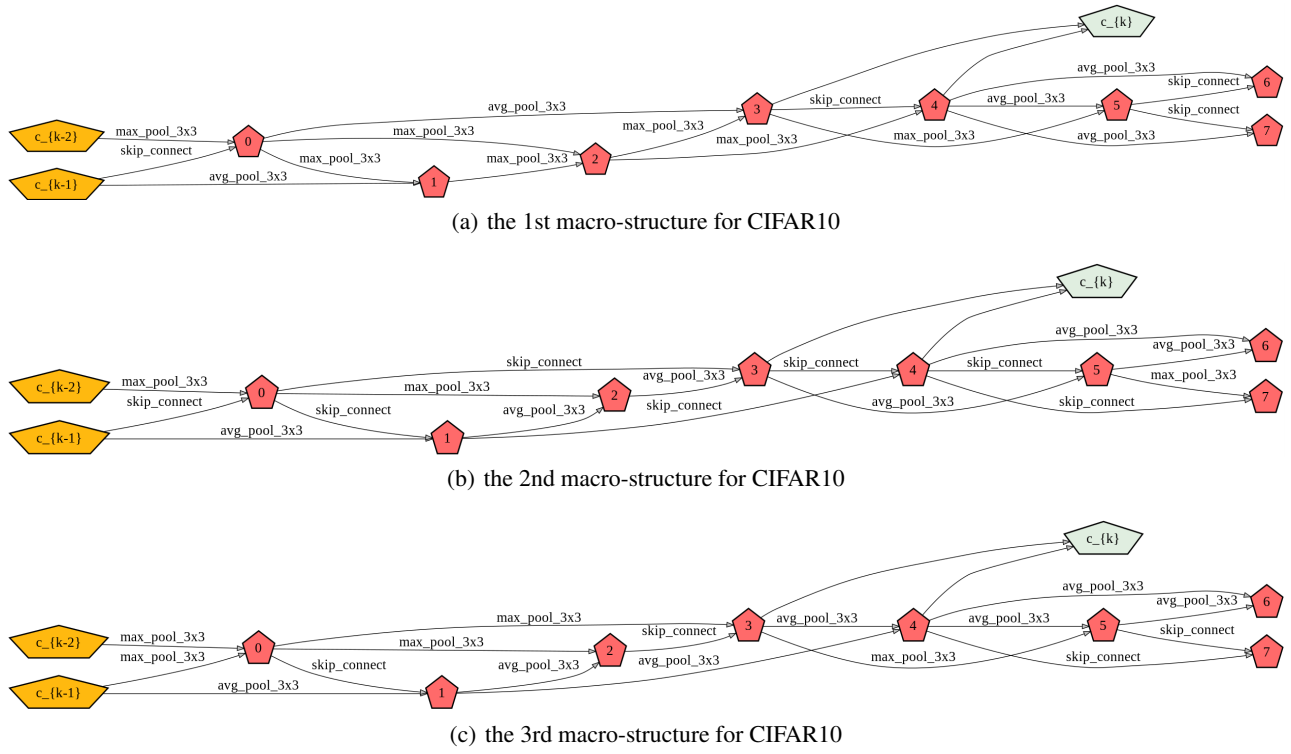 c_{k}
avg_pool_3x3
skip_connect
6
avg_pool_3x3
3
skip_connect
4
avg_pool_3x3
5
skip_connect
7
c_{k-2}
max_pool_3x3
0
max_pool_3x3
max_pool_3x3
max_pool_3x3
max_pool_3x3
avg_pool_3x3
skip_connect
max_pool_3x3
max_pool_3x3
2
c_{k-1}
avg_pool_3x3
1
(a) the 1st macro-structure for CIFAR10
c_{k}
avg_pool_3x3
avg_pool_3x3
6
skip_connect
3
skip_connect
4
skip_connect
5
max_pool_3x3
7
c_{k-2}
max_pool_3x3
0
max_pool_3x3
2
avg_pool_3x3
skip_connect
skip_connect
avg_pool_3x3
skip_connect
avg_pool_3x3
skip_connect
c_{k-1}
avg_pool_3x3
1
(b) the 2nd macro-structure for CIFAR10
c_{k}
avg_pool_3x3
avg_pool_3x3
6
max_pool_3x3
3
avg_pool_3x3
4
avg_pool_3x3
5
skip_connect
7
c_{k-2}
max_pool_3x3
0
max_pool_3x3
2
skip_connect
max_pool_3x3
skip_connect
avg_pool_3x3
avg_pool_3x3
max_pool_3x3
skip_connect
c_{k-1}
avg_pool_3x3
1
(c) the 3rd macro-structure for CIFAR10